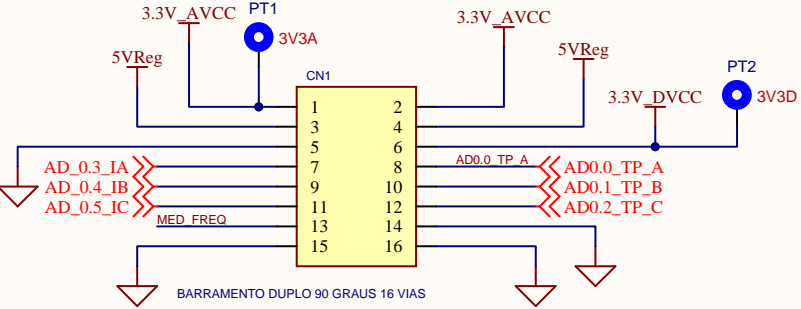 3.3V_AVCC
PT1
3V3A
3.3V_AVCC
5VReg
5VReg
PT2
3V3D
3.3V_DVCC
CN1
1 2
3 4
5 6
AD_0.3_IA 7 8 AD0.0_TP_A AD0.0_TP_A
AD_0.4_IB 9 10 AD0.1_TP_B
AD_0.5_IC 11 12 AD0.2_TP_C
MED_FREQ 13 14
15 16
BARRAMENTO DUPLO 90 GRAUS 16 VIAS